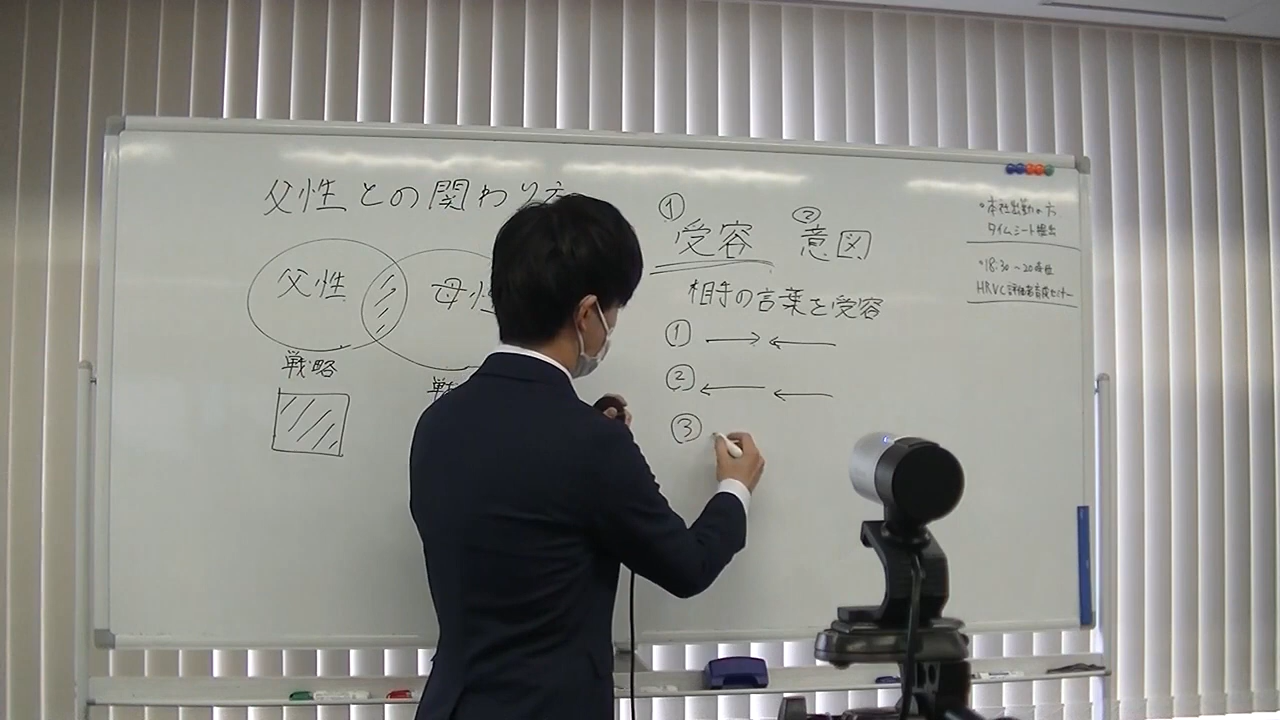 父性との関わり方
父性
母性
戦略
戦
① ②
受容 意図
相手の言葉を受容
①
②
③
・本社出勤の方
タイムシート提出
・18:30～20時位
HRVC評価者育成セミナー